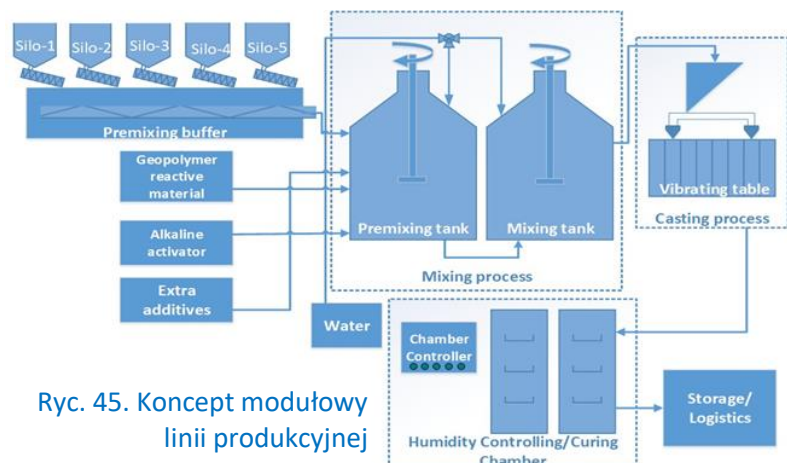 Silo-1 Silo-2 Silo-3 Silo-4 Silo-5
Premixing buffer
Geopolymer
reactive
material
Alkaline
activator
Extra
additives
Water
Premixing tank
Mixing tank
Mixing process
Vibrating table
Casting process
Chamber
Controller
Humidity Controlling/Curing
Chamber
Storage/
Logistics
Ryc. 45. Koncept modułowy
linii produkcyjnej